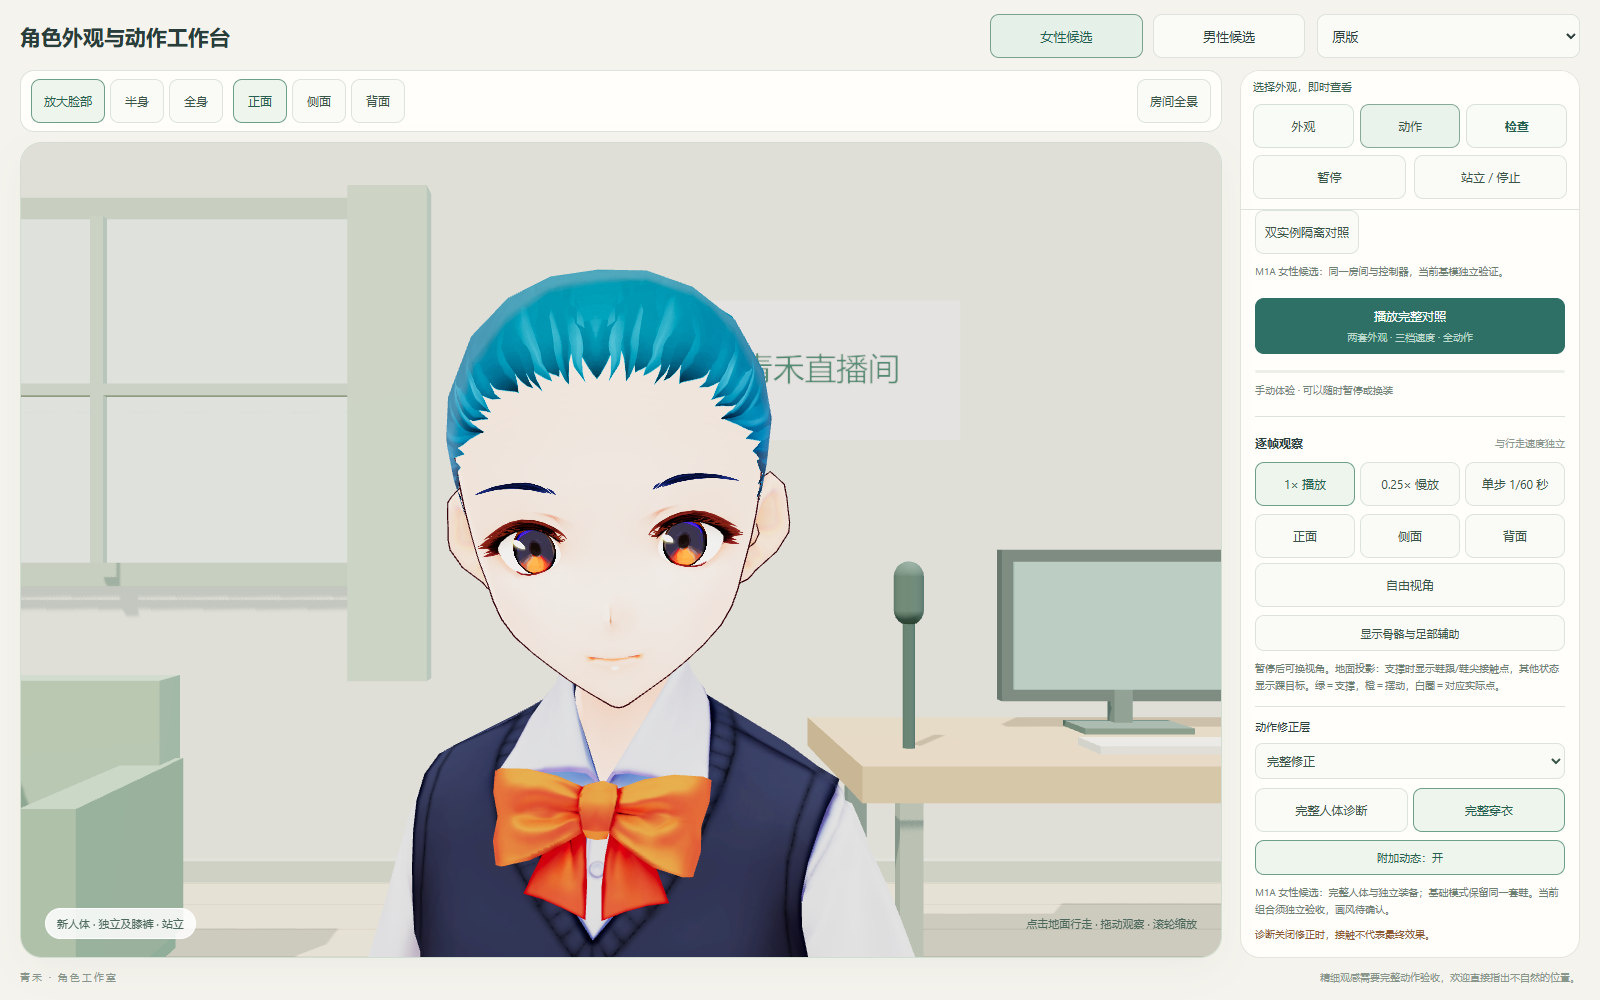 角色外观与动作工作台
女性候选
男性候选
原版
放大脸部
半身
全身
正面
侧面
背面
房间全景
青禾直播间
新人体 · 独立及膝裤 · 站立
点击地面行走 · 拖动观察 · 滚轮缩放
选择外观，即时查看
外观
动作
检查
暂停
站立 / 停止
双实例隔离对照
M1A 女性候选：同一房间与控制器，当前基模独立验证。
播放完整对照
两套外观 · 三档速度 · 全动作
手动体验 · 可以随时暂停或换装
逐帧观察
与行走速度独立
1× 播放
0.25× 慢放
单步 1/60 秒
正面
侧面
背面
自由视角
显示骨骼与足部辅助
暂停后可换视角。地面投影：支撑时显示鞋跟/鞋尖接触点，其他状态
显示踝目标。绿＝支撑，橙＝摆动，白圈＝对应实际点。
动作修正层
完整修正
完整人体诊断
完整穿衣
附加动态：开
M1A 女性候选：完整人体与独立装备；基础模式保留同一套鞋。当前
组合须独立验收，画风待确认。
诊断关闭修正时，接触不代表最终效果。
青禾 · 角色工作室
精细观感需要完整动作验收，欢迎直接指出不自然的位置。